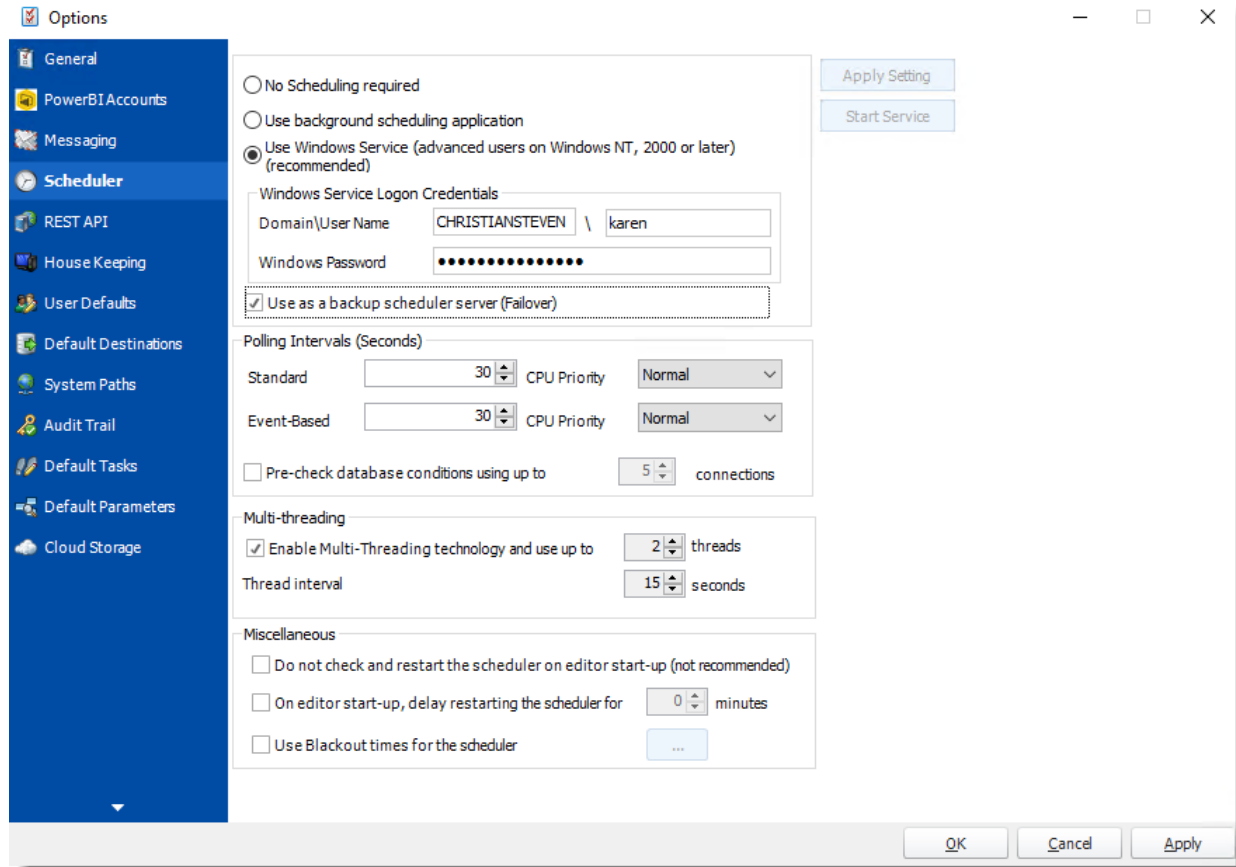 Options
General
PowerBI Accounts
Messaging
Scheduler
REST API
House Keeping
User Defaults
Default Destinations
System Paths
Audit Trail
Default Tasks
Default Parameters
Cloud Storage
No Scheduling required
Use background scheduling application
Use Windows Service (advanced users on Windows NT, 2000 or later)
(recommended)
Windows Service Logon Credentials
Domain\User Name CHRISTIANSTEVEN \ karen
Windows Password ●●●●●●●●●●●●●●●
Use as a backup scheduler server (Failover)
Apply Setting
Start Service
Polling Intervals (Seconds)
Standard 30 CPU Priority Normal
Event-Based 30 CPU Priority Normal
Pre-check database conditions using up to 5 connections
Multi-threading
Enable Multi-Threading technology and use up to 2 threads
Thread interval 15 seconds
Miscellaneous
Do not check and restart the scheduler on editor start-up (not recommended)
On editor start-up, delay restarting the scheduler for 0 minutes
Use Blackout times for the scheduler ...
OK Cancel Apply